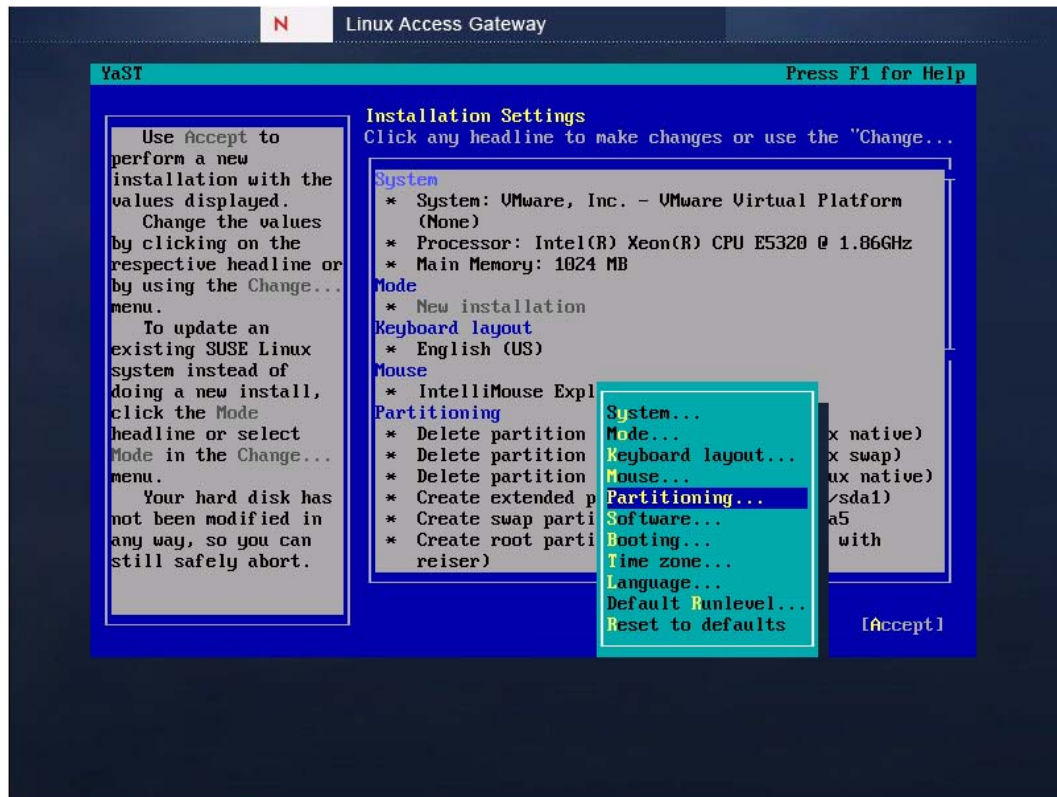 N Linux Access Gateway
YaST Press F1 for Help
Use Accept to
perform a new
installation with the
values displayed.
Change the values
by clicking on the
respective headline or
by using the Change...
menu.
To update an
existing SUSE Linux
system instead of
doing a new install,
click the Mode
headline or select
Mode in the Change...
menu.
Your hard disk has
not been modified in
any way, so you can
still safely abort.
Installation Settings
Click any headline to make changes or use the "Change...
System
* System: VMware, Inc. - VMware Virtual Platform
(None)
* Processor: Intel(R) Xeon(R) CPU E5320 @ 1.86GHz
* Main Memory: 1024 MB
Mode
* New installation
Keyboard layout
* English (US)
Mouse
* IntelliMouse Expl
Partitioning
* Delete partition x native)
* Delete partition x swap)
* Delete partition ux native)
* Create extended p /sda1)
* Create swap parti a5
* Create root parti with
reiser)
System...
Mode...
Keyboard layout...
Mouse...
Partitioning...
Software...
Booting...
Time zone...
Language...
Default Runlevel...
Reset to defaults
[Accept]